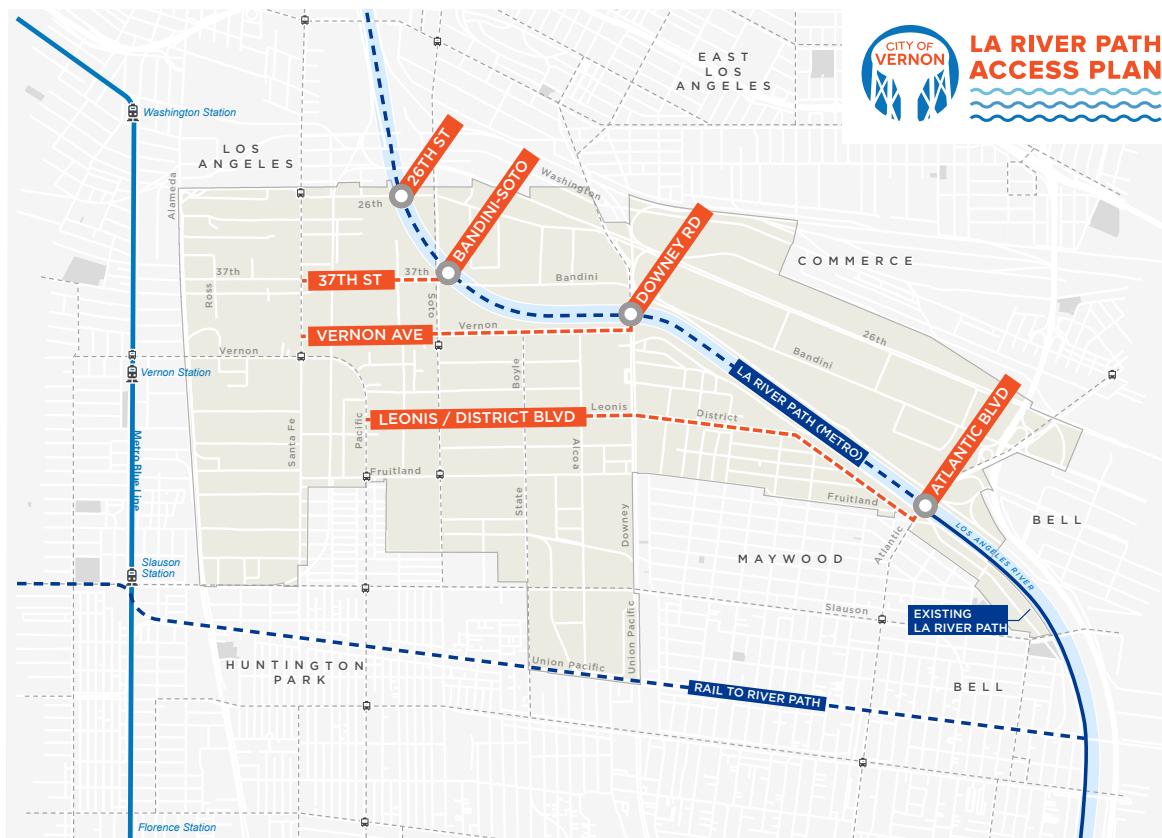 CITY OF
VERNON
LA RIVER PATH
ACCESS PLAN
EAST
LOS
ANGELES
Washington Station
LOS
ANGELES
26TH ST
BANDINI-SOTO
Washington
Alameda
26th
DOWNEY RD
COMMERCE
37th
37TH ST
37th
Bandini
Ross
Soto
VERNON AVE
Vernon
26th
Vernon
Bandini
Boyle
Vernon Station
LA RIVER PATH (METRO)
ATLANTIC BLVD
LEONIS / DISTRICT BLVD
Leonis
District
Pacific
Santa Fe
Alcoa
Metro Blue Line
Fruitland
Fruitland
State
Downey
Atlantic
BELL
LOS ANGELES RIVER
MAYWOOD
Slauson
Station
Slauson
EXISTING
LA RIVER PATH
Union Pacific
Union Pacific
HUNTINGTON
PARK
BELL
RAIL TO RIVER PATH
Florence Station